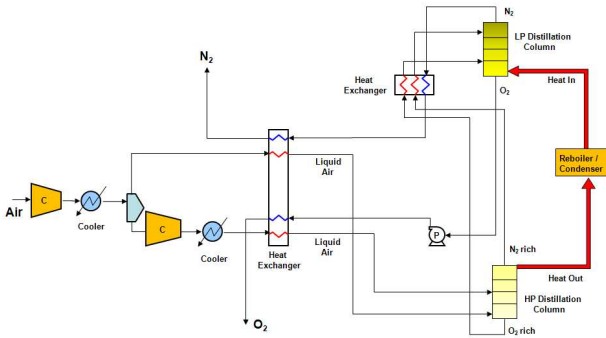 N2
LP Distillation
Column
Heat
Exchanger
O2
Heat In
N2
Reboiler /
Condenser
Liquid
Air
C
Air
Cooler
C
Cooler
Liquid
Air
P
Heat
Exchanger
N2 rich
Heat Out
HP Distillation
Column
O2
O2 rich